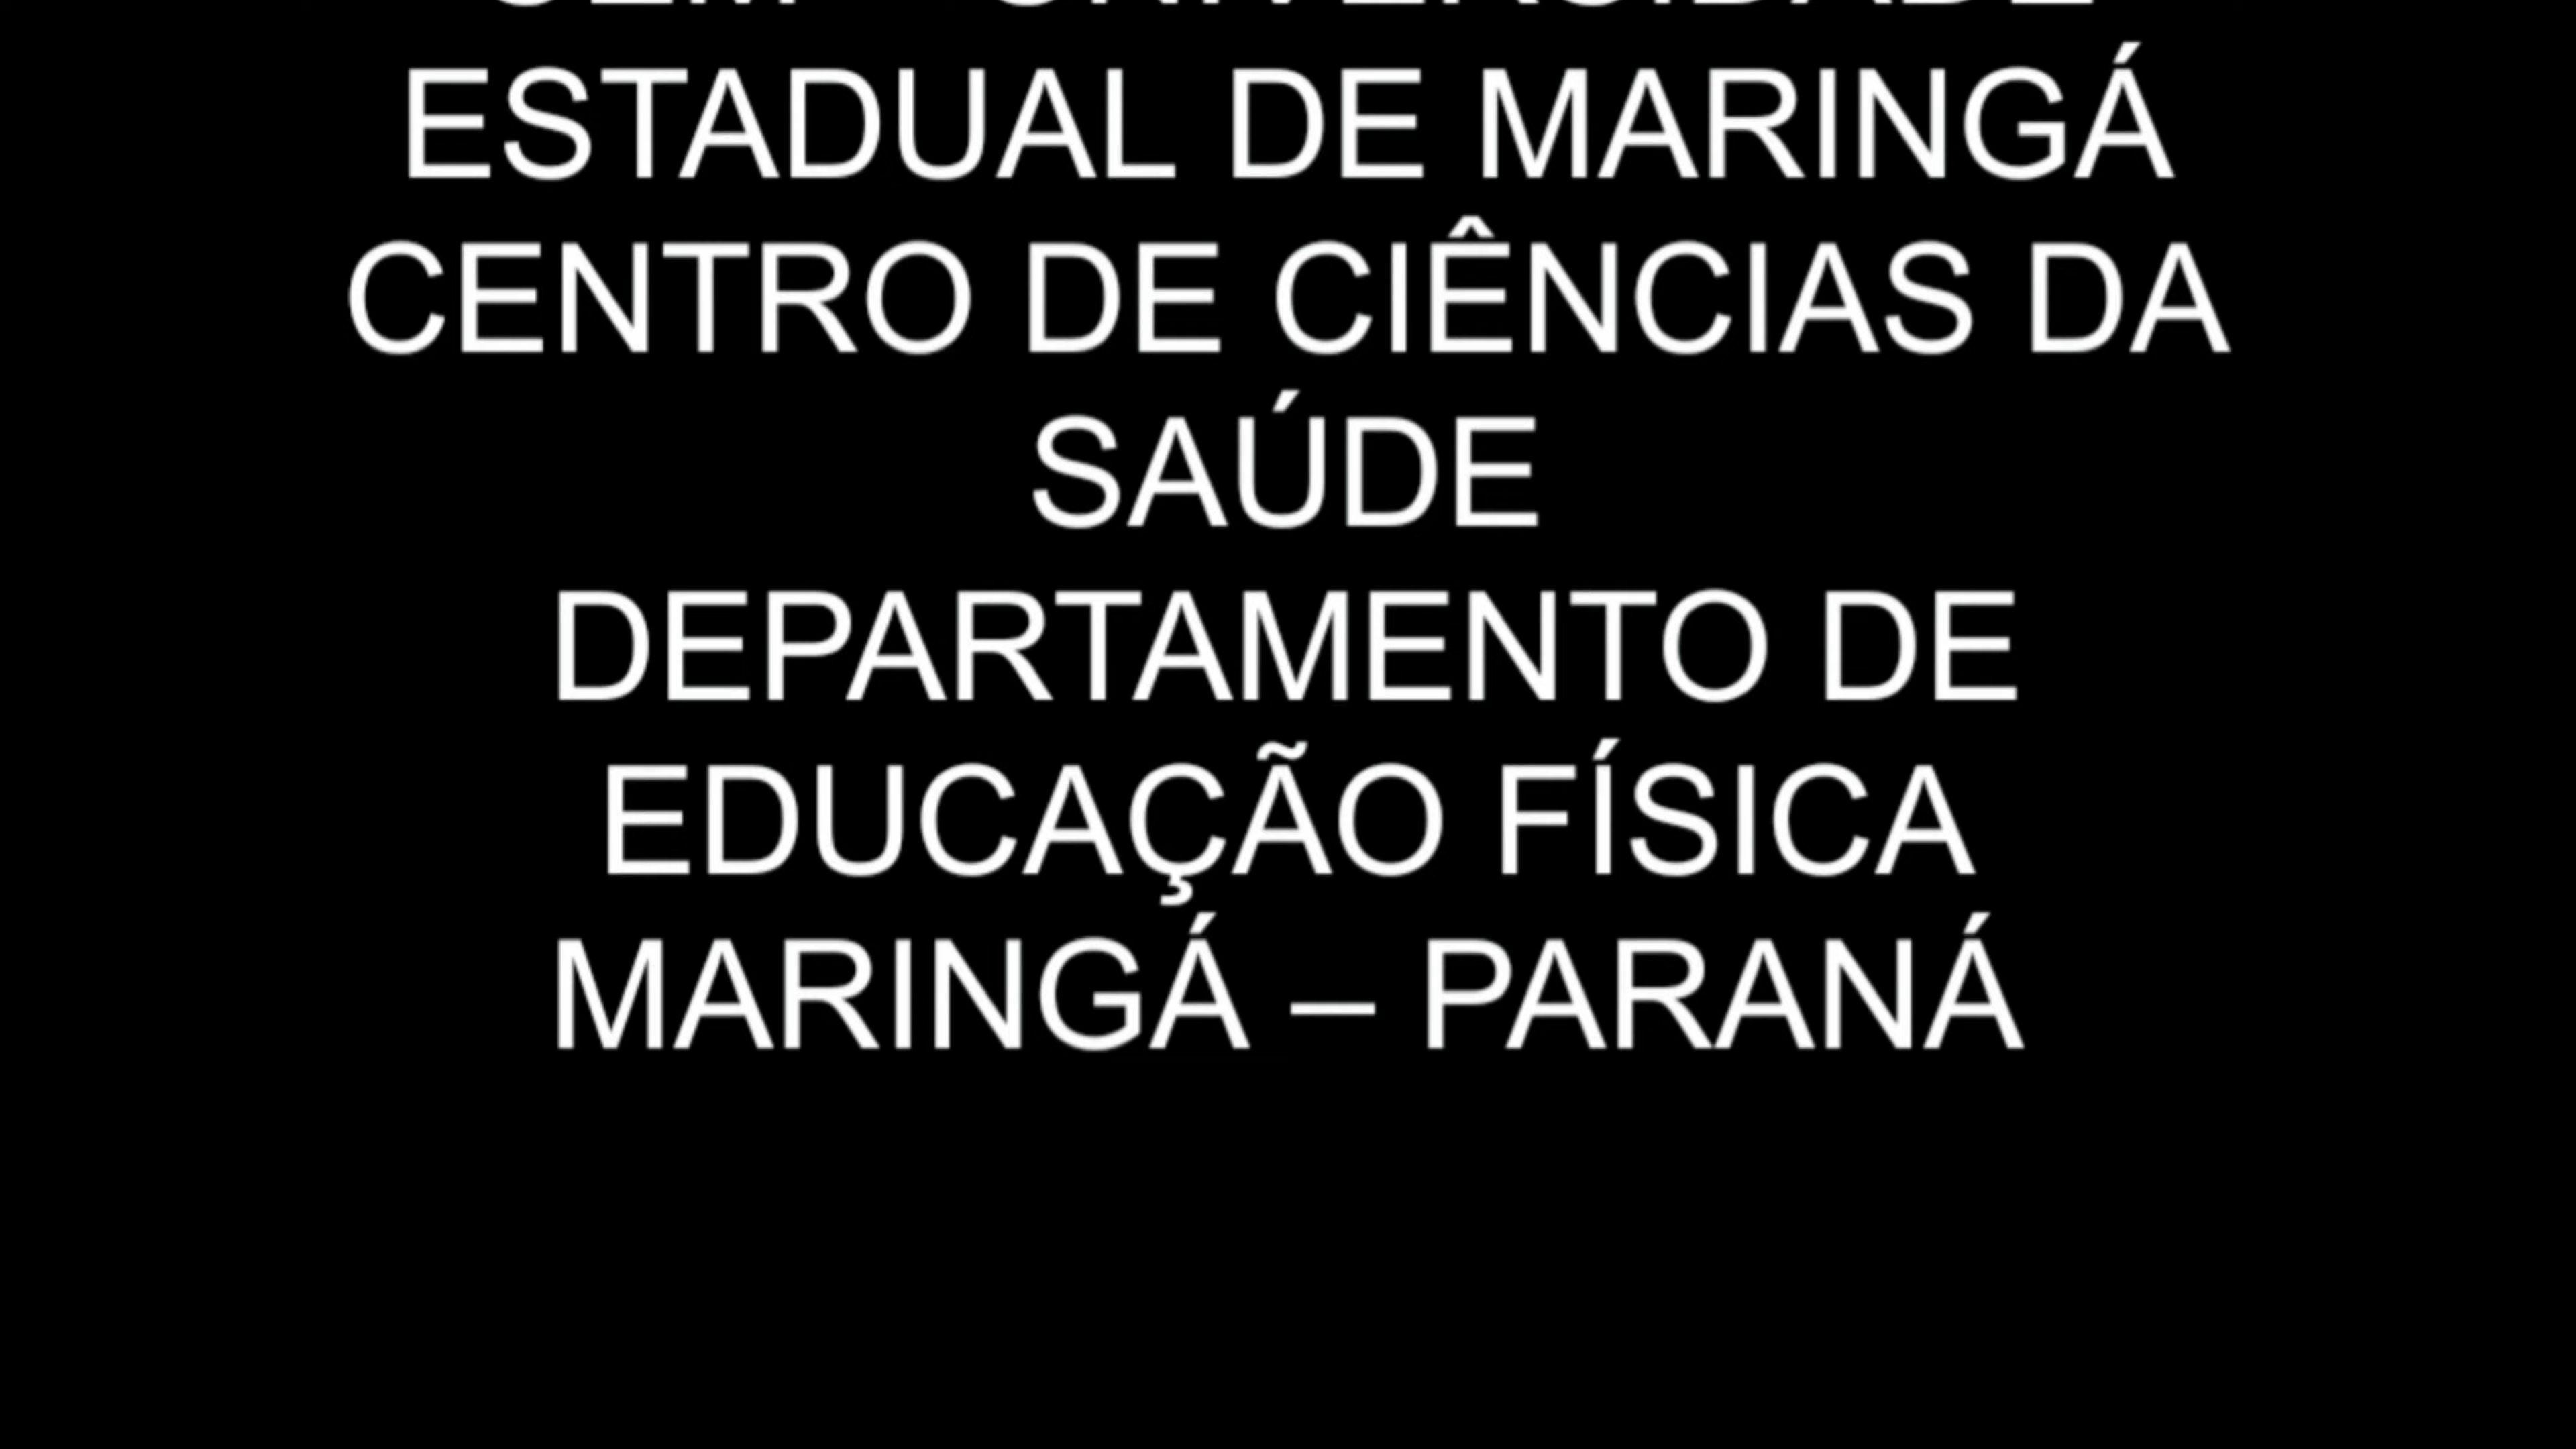 ESTADUAL DE MARINGÁ
CENTRO DE CIÊNCIAS DA
SAÚDE
DEPARTAMENTO DE
EDUCAÇÃO FÍSICA
MARINGÁ – PARANÁ